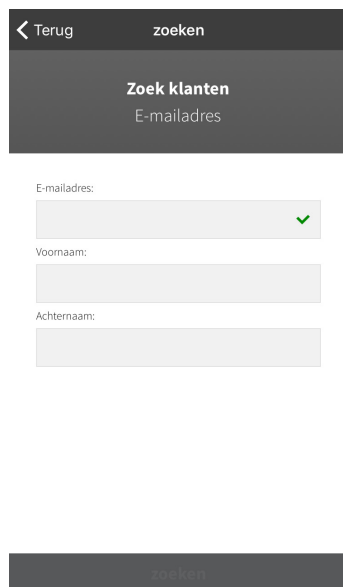 Terug
zoeken
Zoek klanten
E-mailadres
E-mailadres:
Voornaam:
Achternaam:
zoeken